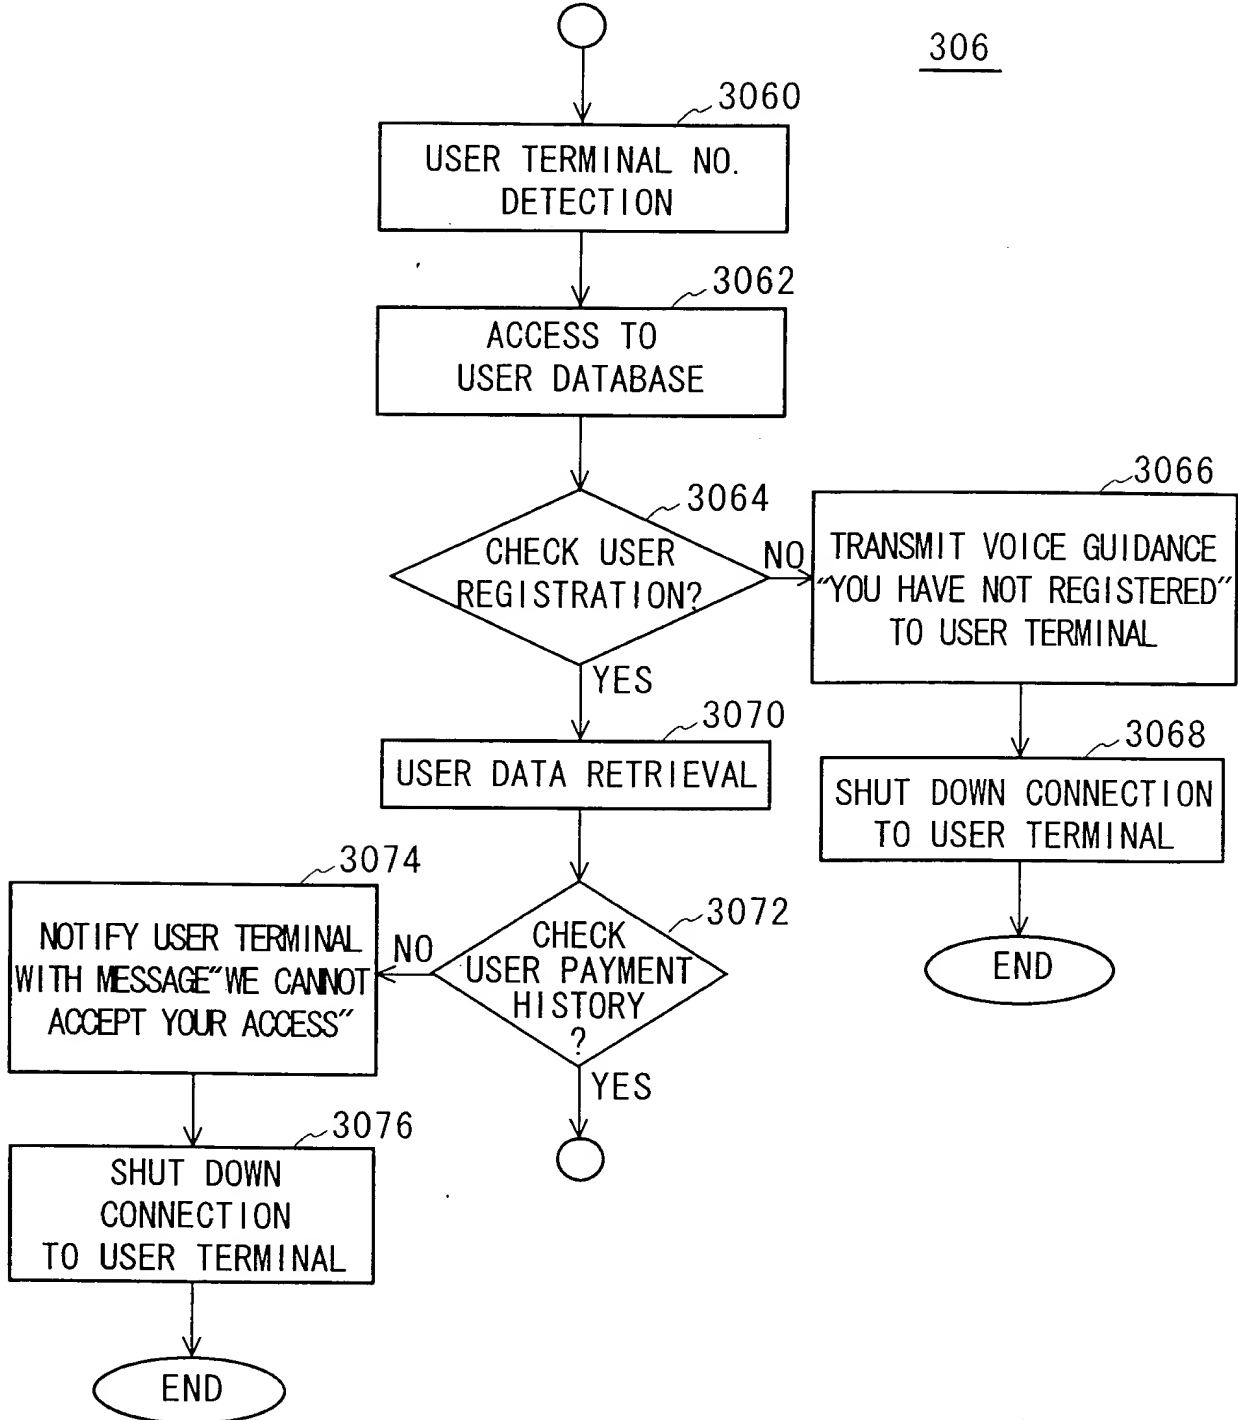 306
3060
USER TERMINAL NO.
DETECTION
3062
ACCESS TO
USER DATABASE
3064
CHECK USER
REGISTRATION?
NO
3066
TRANSMIT VOICE GUIDANCE
"YOU HAVE NOT REGISTERED"
TO USER TERMINAL
YES
3068
SHUT DOWN CONNECTION
TO USER TERMINAL
END
3070
USER DATA RETRIEVAL
3072
CHECK
USER PAYMENT
HISTORY
?
NO
3074
NOTIFY USER TERMINAL
WITH MESSAGE"WE CANNOT
ACCEPT YOUR ACCESS"
YES
3076
SHUT DOWN
CONNECTION
TO USER TERMINAL
END